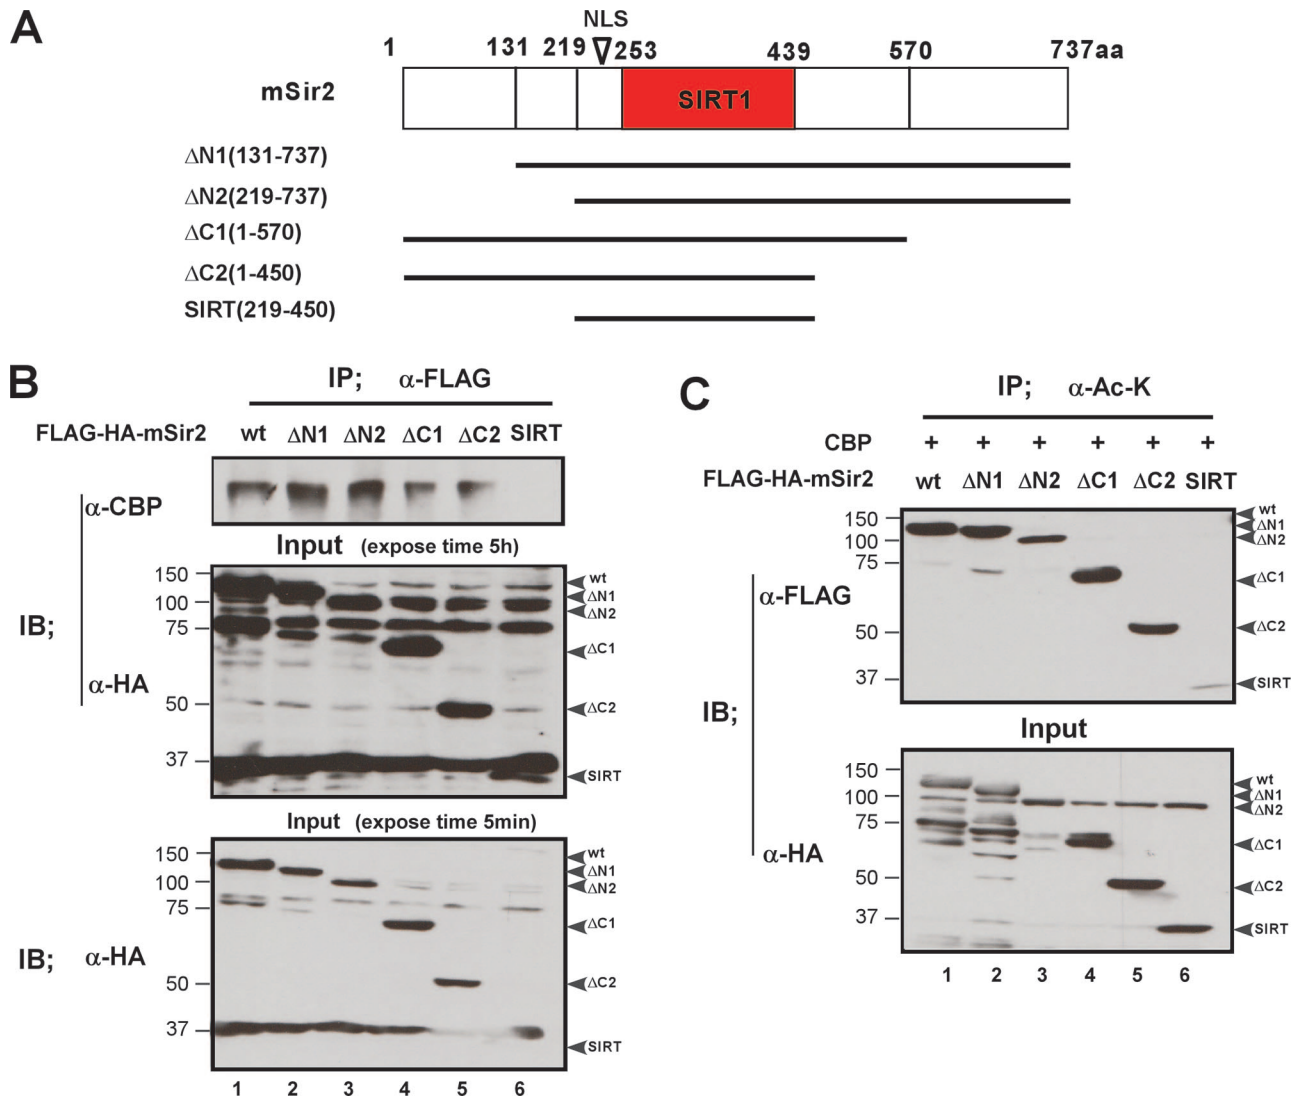 A
NLS
1 131 219 253 439 570 737aa
mSir2
SIRT1
ΔN1(131-737)
ΔN2(219-737)
ΔC1(1-570)
ΔC2(1-450)
SIRT(219-450)
B
IP; α-FLAG
FLAG-HA-mSir2 wt ΔN1 ΔN2 ΔC1 ΔC2 SIRT
α-CBP
Input (expose time 5h)
IB;
α-HA
150
100
75
50
37
wt
ΔN1
ΔN2
ΔC1
ΔC2
SIRT
Input (expose time 5min)
IB; α-HA
150
100
75
50
37
wt
ΔN1
ΔN2
ΔC1
ΔC2
SIRT
1 2 3 4 5 6
C
IP; α-Ac-K
CBP + + + + + +
FLAG-HA-mSir2 wt ΔN1 ΔN2 ΔC1 ΔC2 SIRT
α-FLAG
150
100
75
50
37
wt
ΔN1
ΔN2
ΔC1
ΔC2
SIRT
IB;
Input
α-HA
150
100
75
50
37
wt
ΔN1
ΔN2
ΔC1
ΔC2
SIRT
1 2 3 4 5 6